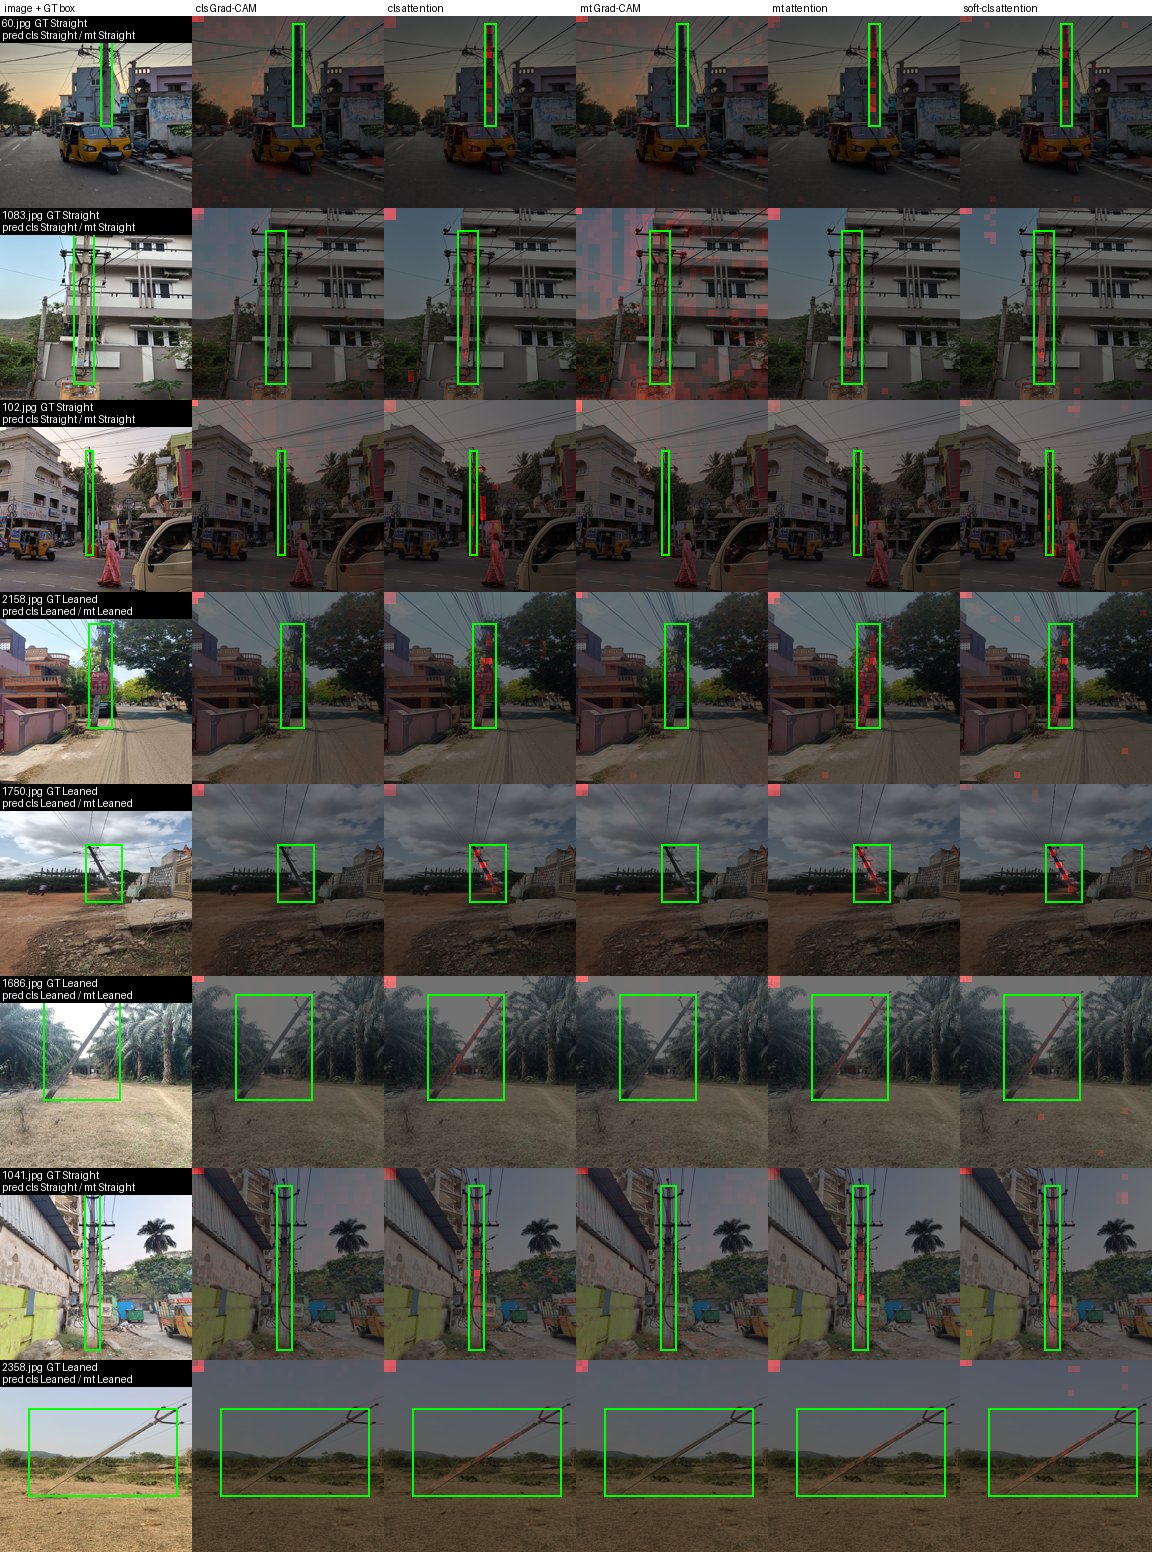 image + GT box
cls Grad-CAM
cls attention
mt Grad-CAM
mt attention
soft-cls attention
60.jpg GT Straight
pred cls Straight / mt Straight
1083.jpg GT Straight
pred cls Straight / mt Straight
102.jpg GT Straight
pred cls Straight / mt Straight
2158.jpg GT Leaned
pred cls Leaned / mt Leaned
1750.jpg GT Leaned
pred cls Leaned / mt Leaned
1686.jpg GT Leaned
pred cls Leaned / mt Leaned
1041.jpg GT Straight
pred cls Straight / mt Straight
2358.jpg GT Leaned
pred cls Leaned / mt Leaned